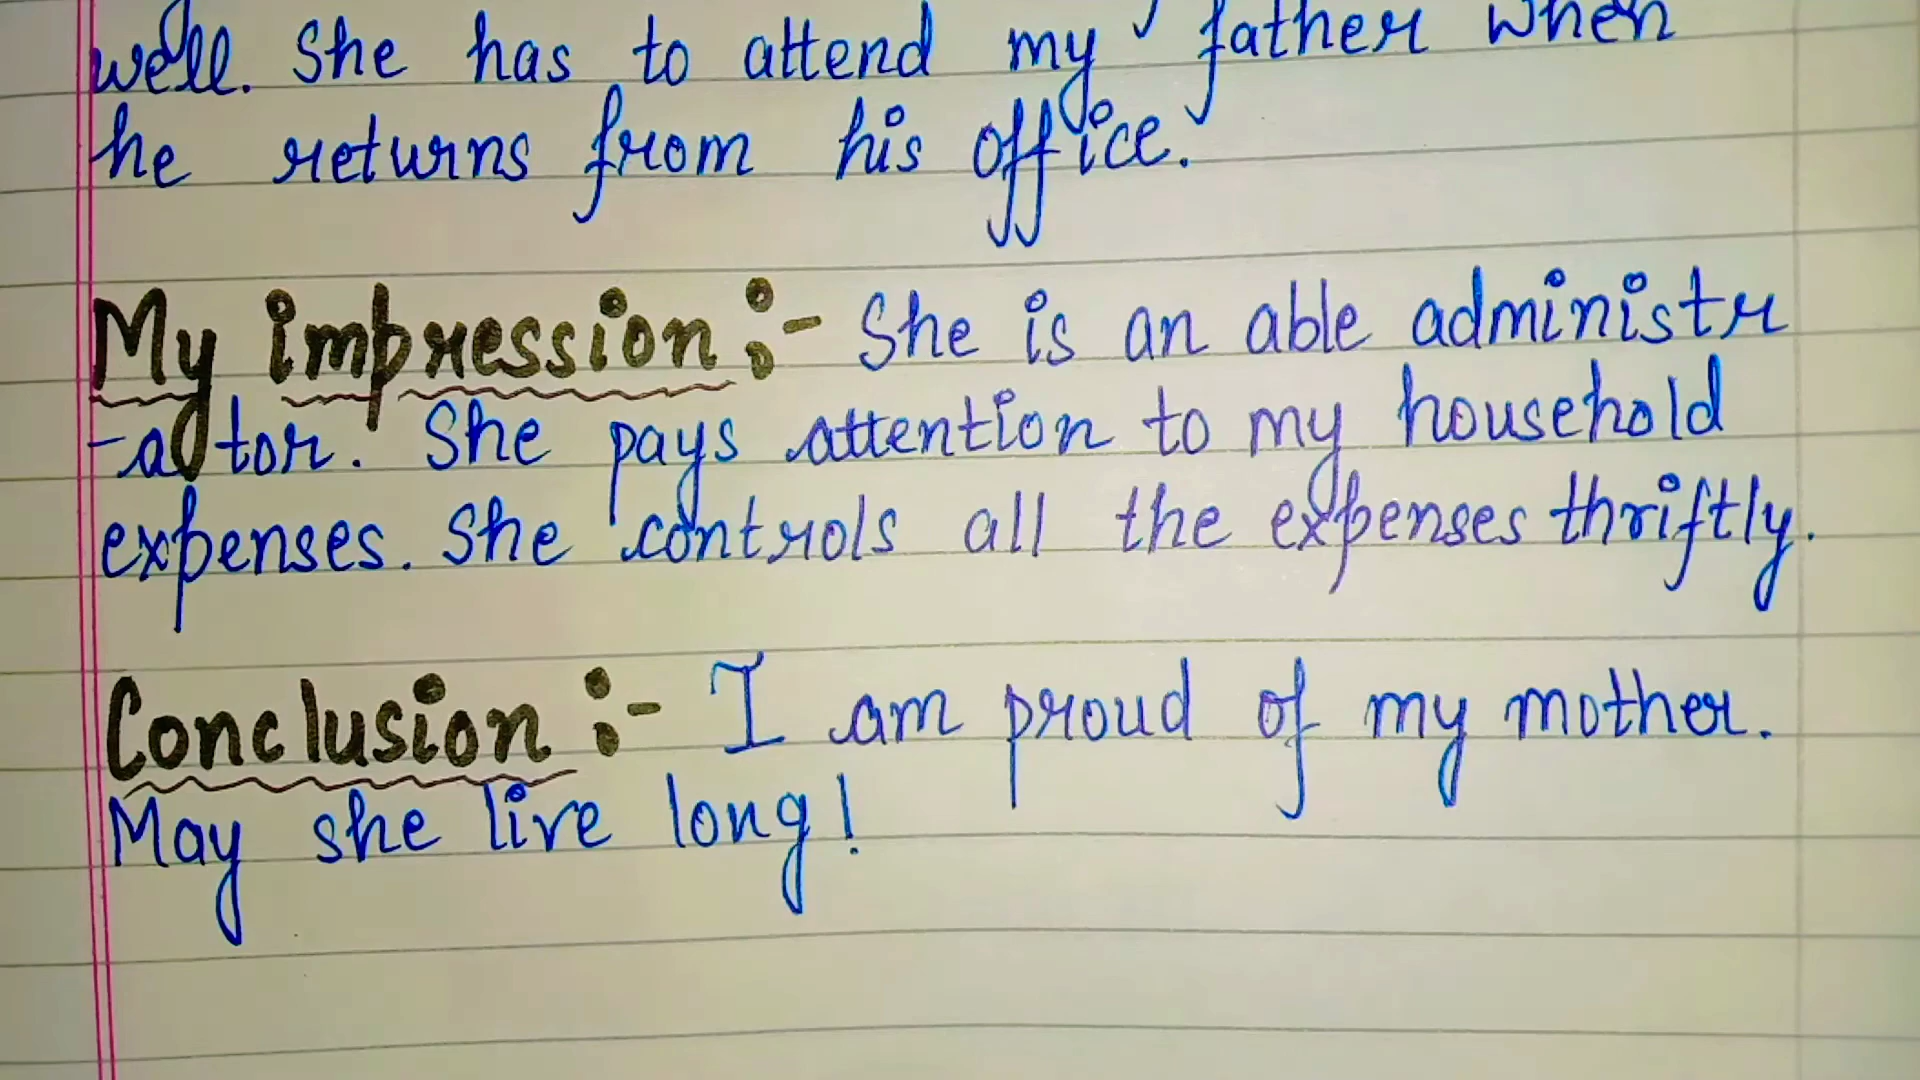 well. She has to attend my father when
he returns from his office.
My impression :- She is an able administr
-ator. She pays attention to my household
expenses. She controls all the expenses thriftly.
Conclusion :- I am proud of my mother.
May she live long!